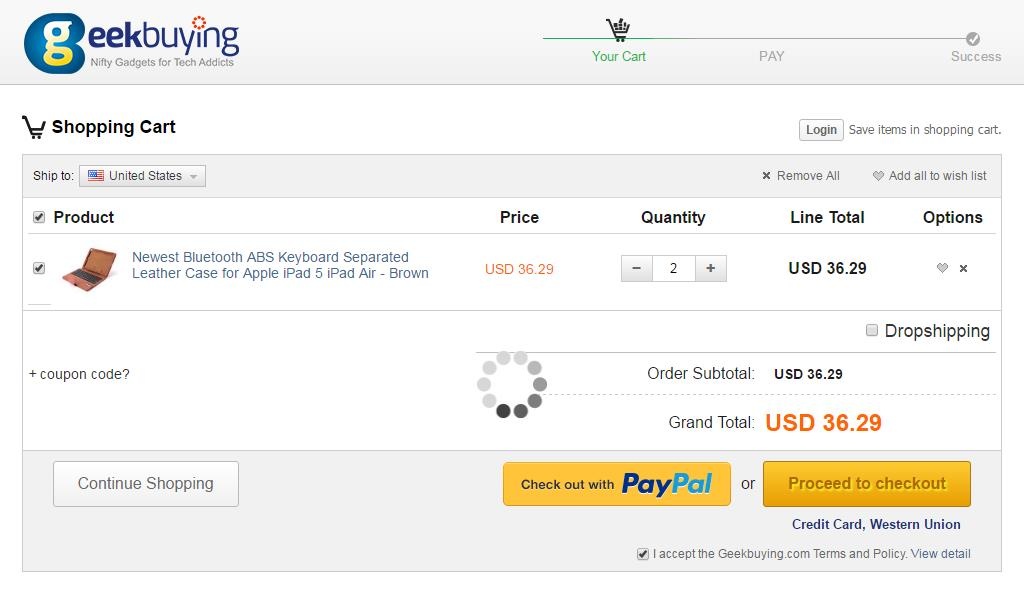 geekbuying
Nifty Gadgets for Tech Addicts
Your Cart
PAY
Success
Shopping Cart
Login Save items in shopping cart.
Ship to: United States
Remove All
Add all to wish list
Product Price Quantity Line Total Options
Newest Bluetooth ABS Keyboard Separated
Leather Case for Apple iPad 5 iPad Air - Brown
USD 36.29
− 2 +
USD 36.29
Dropshipping
+ coupon code?
Order Subtotal: USD 36.29
Grand Total: USD 36.29
Continue Shopping
Check out with PayPal or Proceed to checkout
Credit Card, Western Union
I accept the Geekbuying.com Terms and Policy. View detail